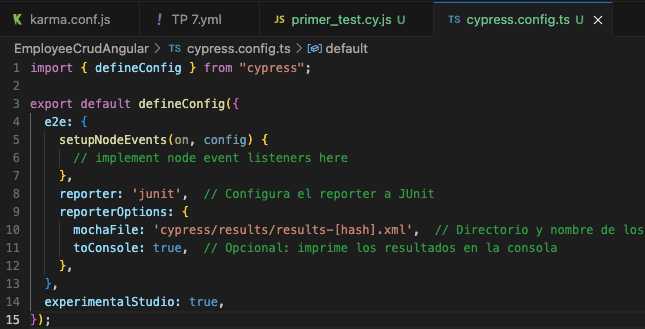 karma.conf.js ! TP 7.yml JS primer_test.cy.js U TS cypress.config.ts U ×
EmployeeCrudAngular > TS cypress.config.ts > default
1 import { defineConfig } from "cypress";
2
3 export default defineConfig({
4 e2e: {
5 setupNodeEvents(on, config) {
6 // implement node event listeners here
7 },
8 reporter: 'junit', // Configura el reporter a JUnit
9 reporterOptions: {
10 mochaFile: 'cypress/results/results-[hash].xml', // Directorio y nombre de los
11 toConsole: true, // Opcional: imprime los resultados en la consola
12 },
13 },
14 experimentalStudio: true,
15 });